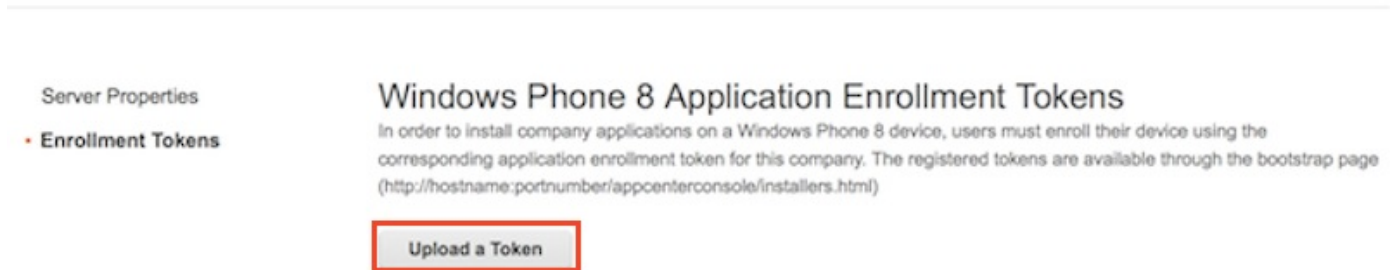 Server Properties
Enrollment Tokens
Windows Phone 8 Application Enrollment Tokens
In order to install company applications on a Windows Phone 8 device, users must enroll their device using the
corresponding application enrollment token for this company. The registered tokens are available through the bootstrap page
(http://hostname:portnumber/appcenterconsole/installers.html)
Upload a Token